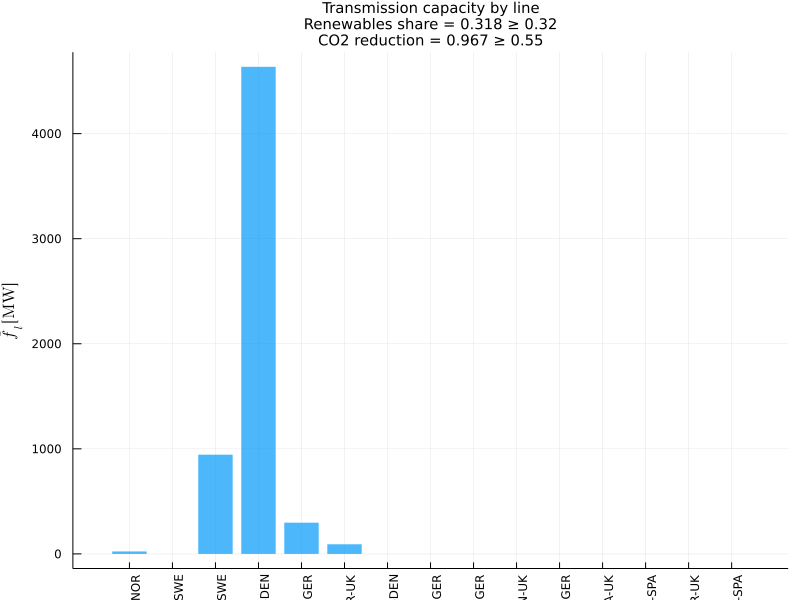 Transmission capacity by line
Renewables share = 0.318 ≥ 0.32
CO2 reduction = 0.967 ≥ 0.55
4000
3000
2000
1000
0
f̄_l [MW]
NOR
SWE
SWE
DEN
GER
R-UK
DEN
GER
GER
N-UK
GER
A-UK
-SPA
R-UK
-SPA